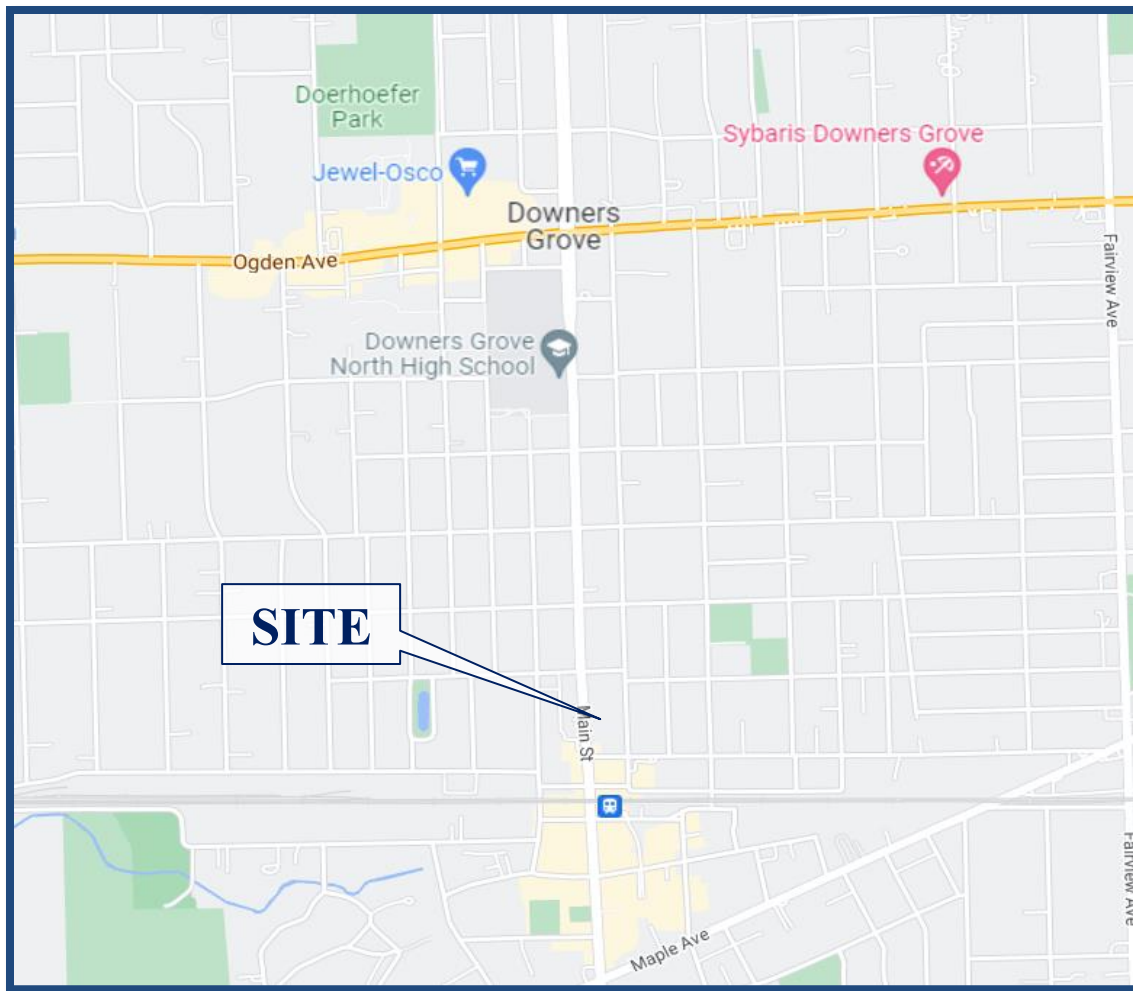 Doerhoefer
Park
Sybaris Downers Grove
Jewel-Osco
Downers
Grove
Fairview Ave
Ogden Ave
Downers Grove
North High School
SITE
Main St
Fairview Ave
Maple Ave